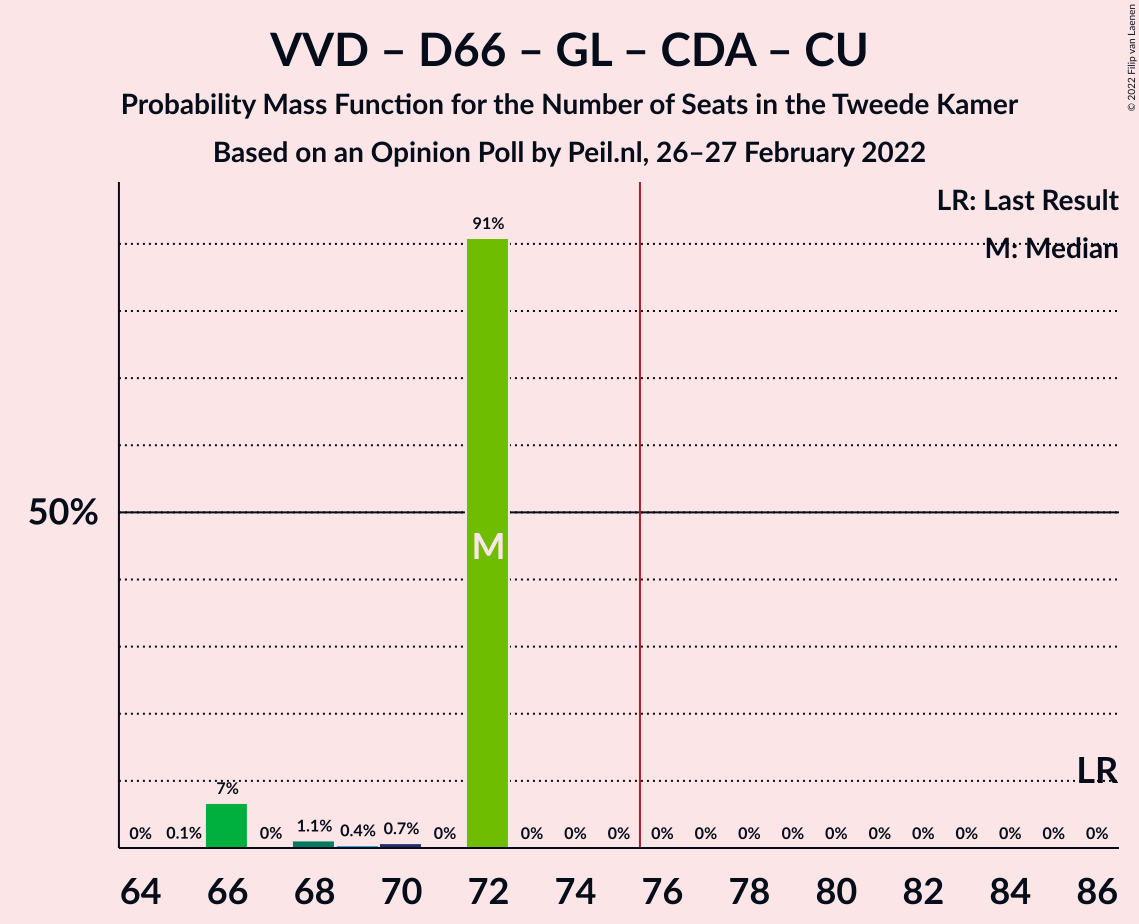 VVD – D66 – GL – CDA – CU
Probability Mass Function for the Number of Seats in the Tweede Kamer
Based on an Opinion Poll by Peil.nl, 26–27 February 2022
© 2022 Filip van Laenen
LR: Last Result
M: Median
91%
50%
M
LR
0% 0.1% 7% 0% 1.1% 0.4% 0.7% 0% 0% 0% 0% 0% 0% 0% 0% 0% 0% 0% 0% 0% 0% 0%
64 66 68 70 72 74 76 78 80 82 84 86